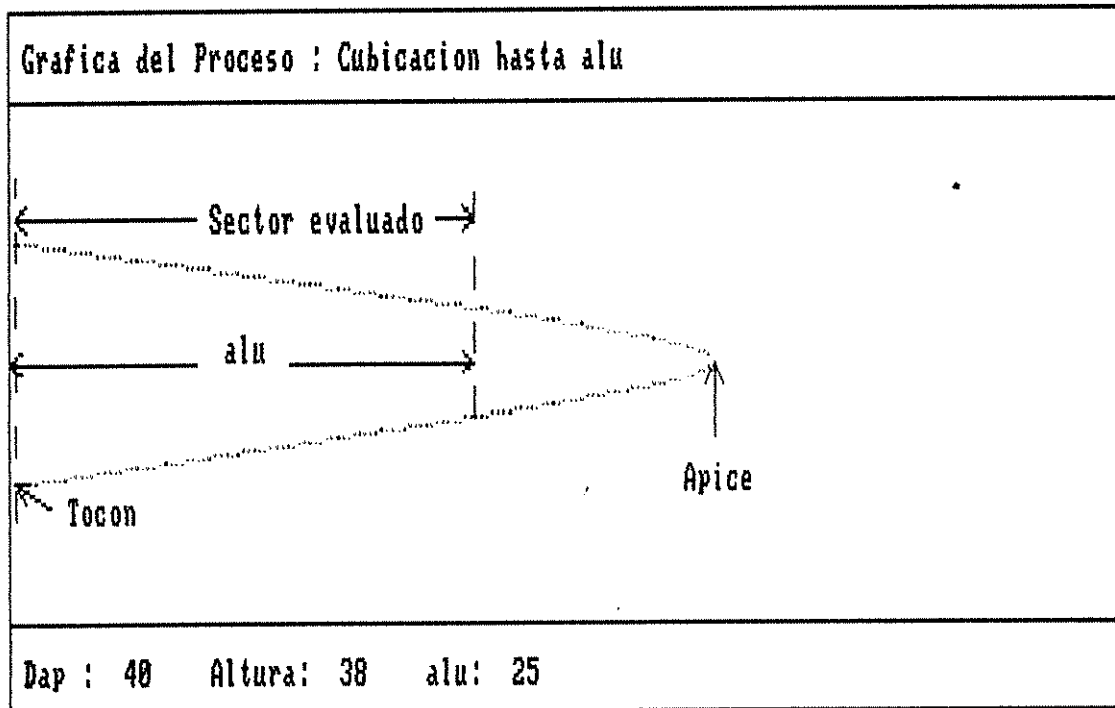 Grafica del Proceso : Cubicacion hasta alu
Sector evaluado
alu
Apice
Tocon
Dap : 40 Altura: 38 alu: 25